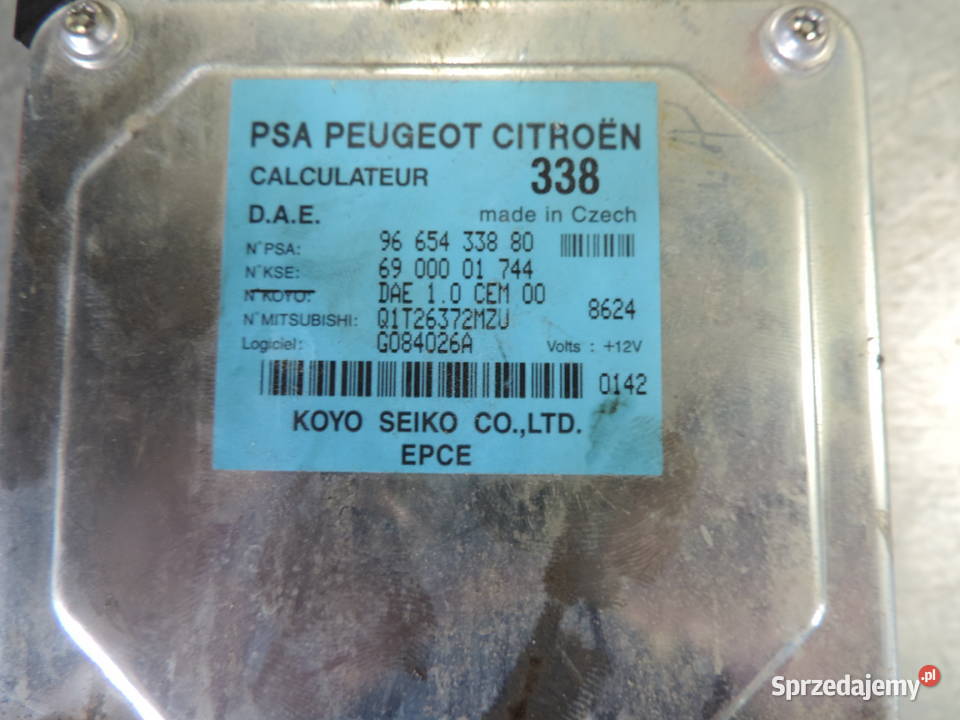 PSA PEUGEOT CITROËN
CALCULATEUR 338
D.A.E. made in Czech
N°PSA: 96 654 338 80
N°KSE: 69 000 01 744
N°KOYO: DAE 1.0 CEM 00
8624
N°MITSUBISHI: Q1T26372MZU
Logiciel: G084026A Volts : +12V
0142
KOYO SEIKO CO.,LTD.
EPCE
Sprzedajemy.pl